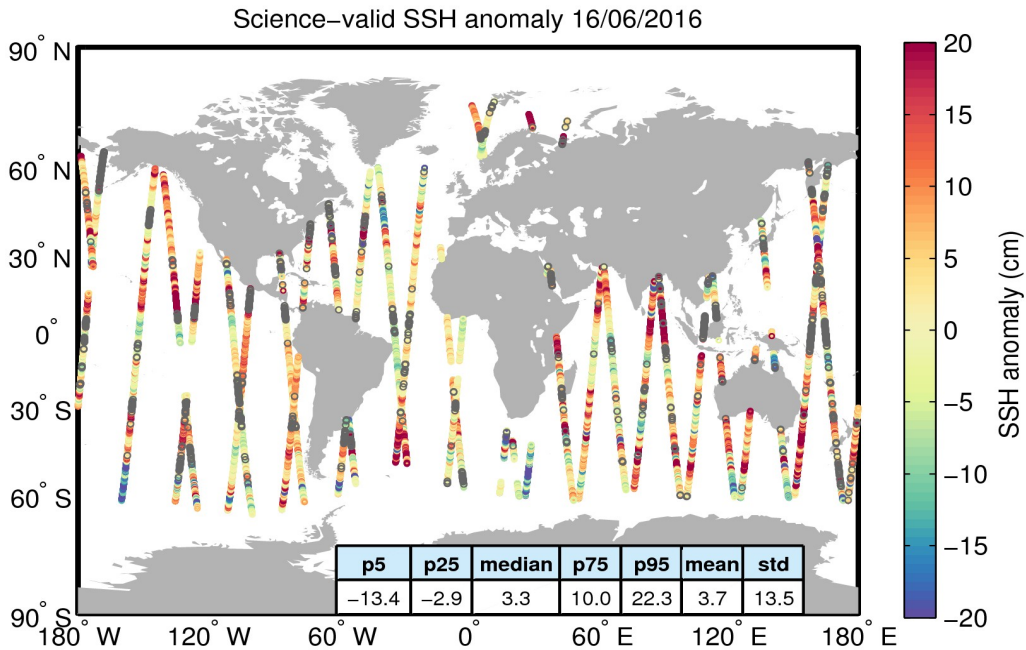 Science−valid SSH anomaly 16/06/2016
90° N
60° N
30° N
0°
30° S
60° S
90° S
180° W
120° W
60° W
0°
60° E
120° E
180° E
p5 p25 median p75 p95 mean std
−13.4 −2.9 3.3 10.0 22.3 3.7 13.5
20
15
10
5
0
−5
−10
−15
−20
SSH anomaly (cm)